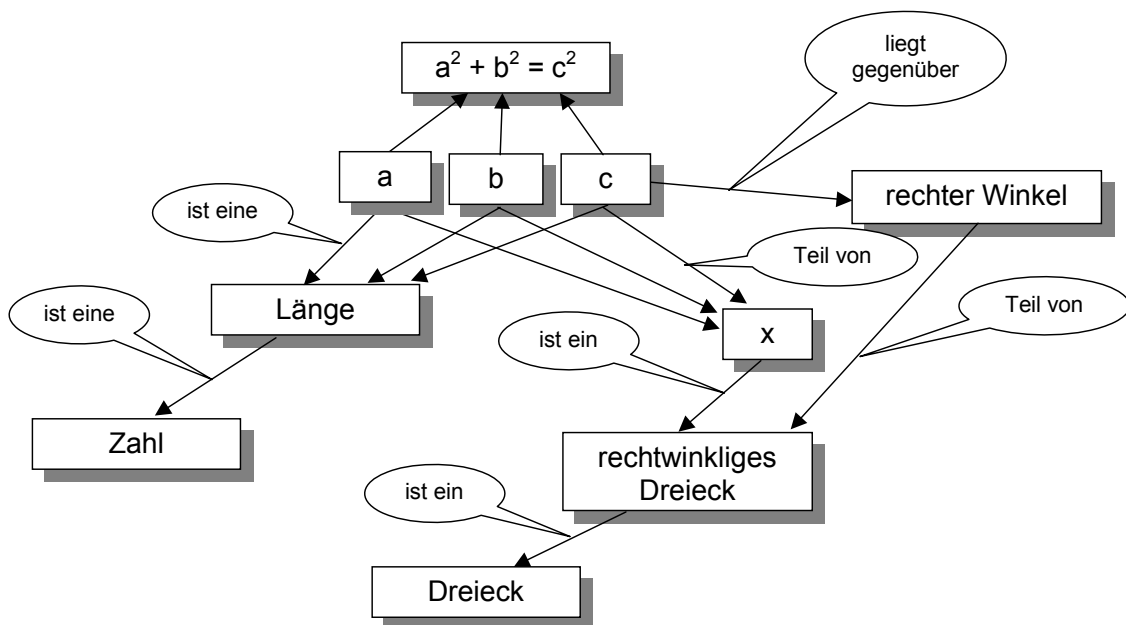 liegt
gegenüber
a² + b² = c²
a
b
c
rechter Winkel
ist eine
Teil von
Länge
ist eine
Teil von
x
ist ein
Zahl
rechtwinkliges
Dreieck
ist ein
Dreieck